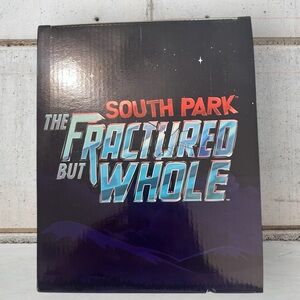 SOUTH PARK
THE
FRACTURED
BUT
WHOLE